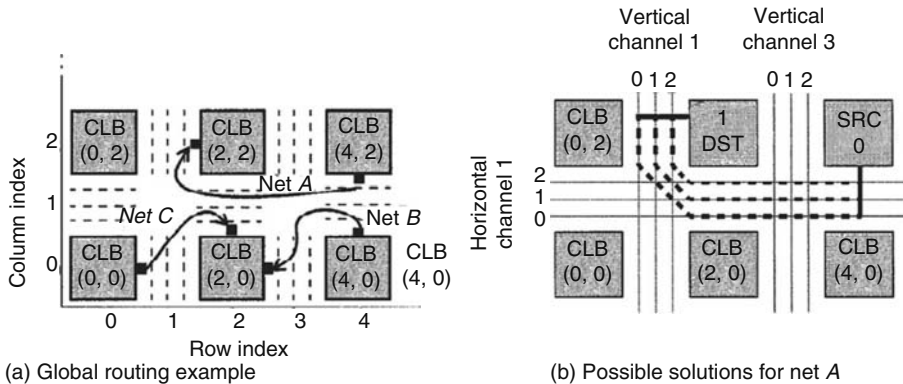 Column index
2
1
0
CLB
(0, 2)
CLB
(2, 2)
CLB
(4, 2)
Net A
Net C
Net B
CLB
(0, 0)
CLB
(2, 0)
CLB
(4, 0)
CLB
(4, 0)
0 1 2 3 4
Row index
(a) Global routing example
Vertical
channel 1
Vertical
channel 3
0 1 2
0 1 2
CLB
(0, 2)
1
DST
SRC
0
Horizontal
channel 1
2
1
0
CLB
(0, 0)
CLB
(2, 0)
CLB
(4, 0)
(b) Possible solutions for net A